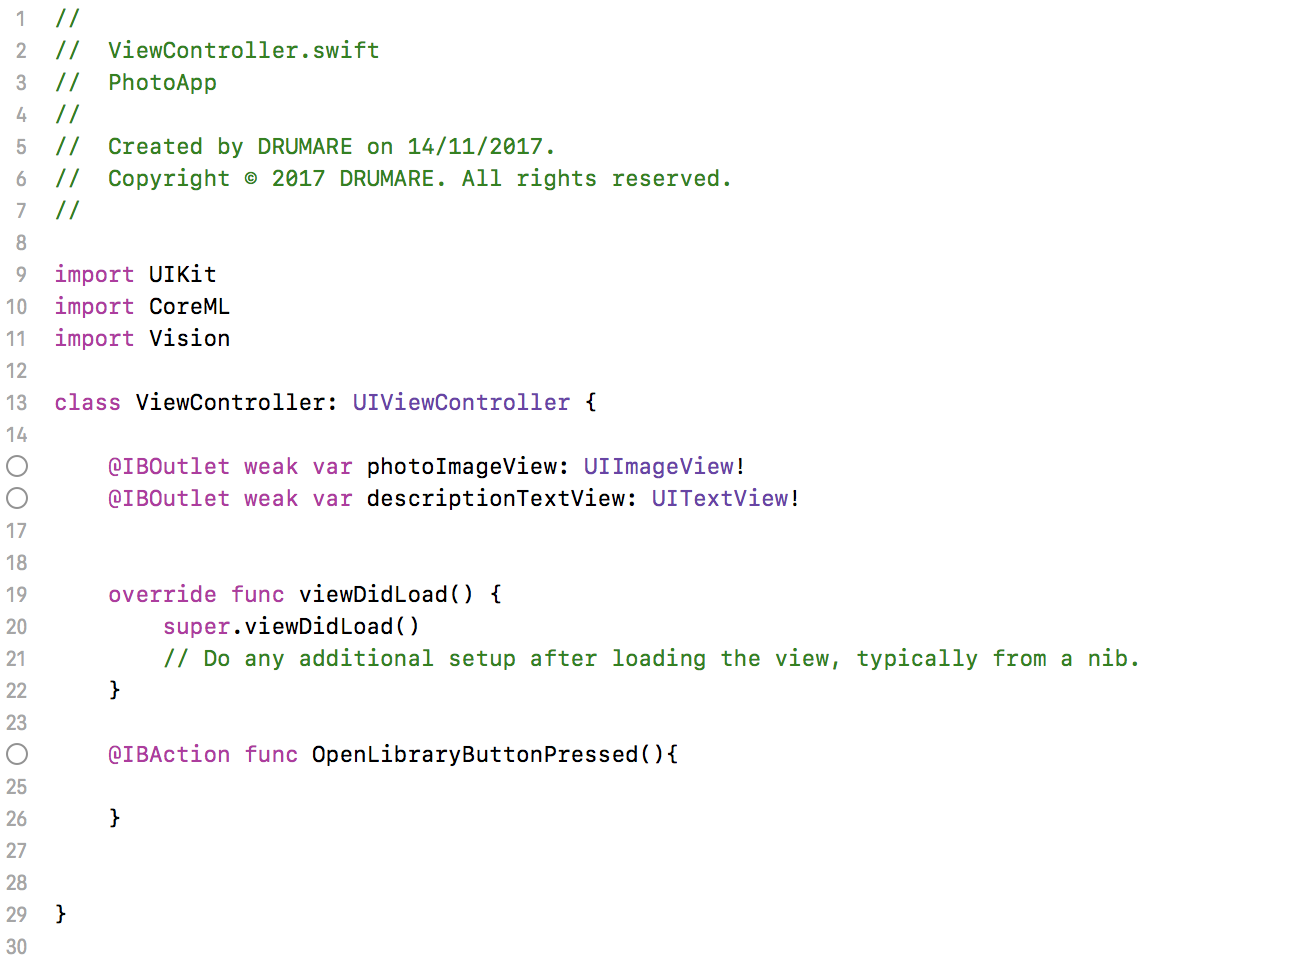 1 //
2 //  ViewController.swift
3 //  PhotoApp
4 //
5 //  Created by DRUMARE on 14/11/2017.
6 //  Copyright © 2017 DRUMARE. All rights reserved.
7 //
8
9 import UIKit
10 import CoreML
11 import Vision
12
13 class ViewController: UIViewController {
14
    @IBOutlet weak var photoImageView: UIImageView!
    @IBOutlet weak var descriptionTextView: UITextView!
17
18
19     override func viewDidLoad() {
20         super.viewDidLoad()
21         // Do any additional setup after loading the view, typically from a nib.
22     }
23
    @IBAction func OpenLibraryButtonPressed(){
25
26     }
27
28
29 }
30